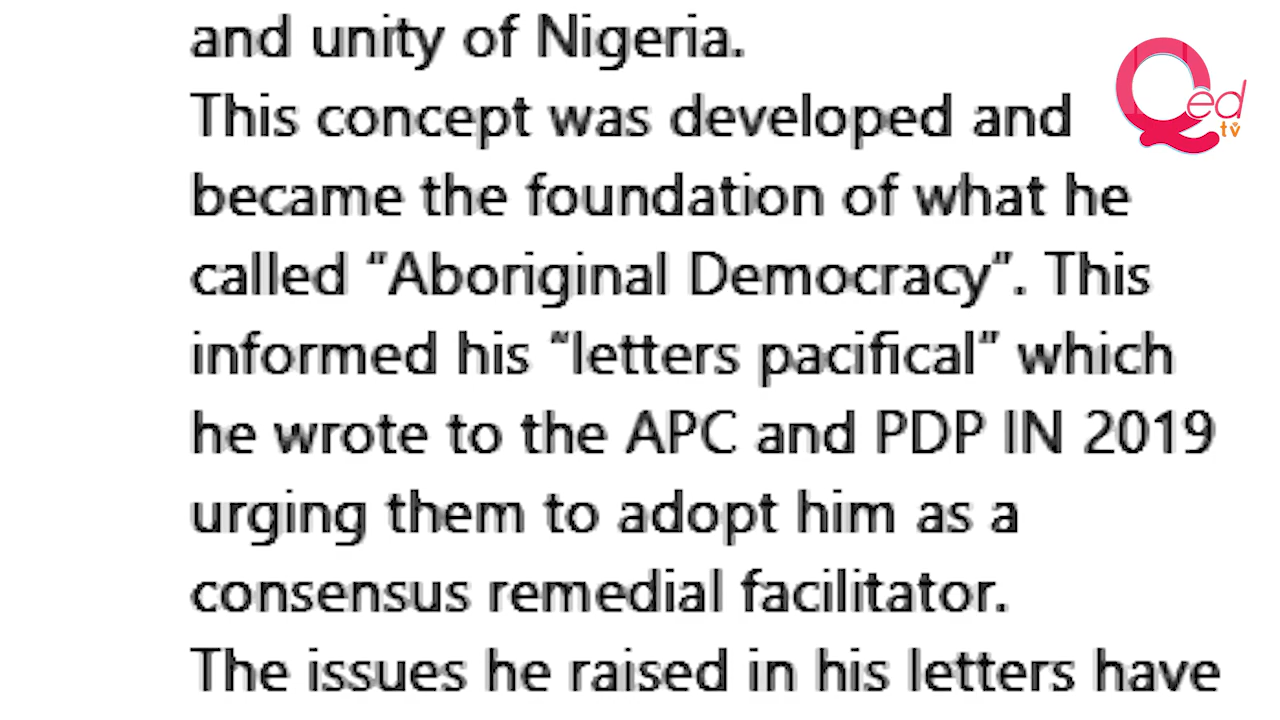 and unity of Nigeria.
This concept was developed and
became the foundation of what he
called “Aboriginal Democracy”. This
informed his “letters pacifical” which
he wrote to the APC and PDP IN 2019
urging them to adopt him as a
consensus remedial facilitator.
The issues he raised in his letters have
Qed
tv